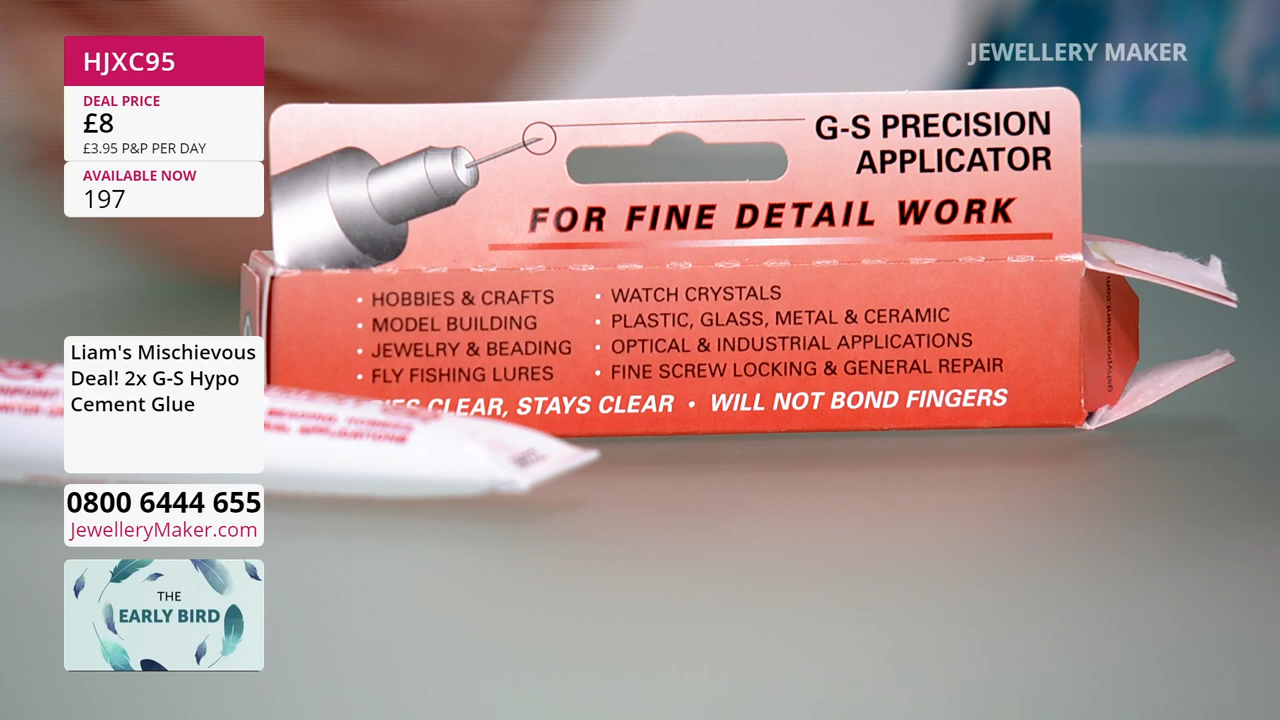 HJXC95
DEAL PRICE
£8
£3.95 P&P PER DAY
AVAILABLE NOW
197
Liam's Mischievous
Deal! 2x G-S Hypo
Cement Glue
0800 6444 655
JewelleryMaker.com
THE
EARLY BIRD
JEWELLERY MAKER
G-S PRECISION
APPLICATOR
FOR FINE DETAIL WORK
• HOBBIES & CRAFTS
• MODEL BUILDING
• JEWELRY & BEADING
• FLY FISHING LURES
• WATCH CRYSTALS
• PLASTIC, GLASS, METAL & CERAMIC
• OPTICAL & INDUSTRIAL APPLICATIONS
• FINE SCREW LOCKING & GENERAL REPAIR
CLEAR, STAYS CLEAR • WILL NOT BOND FINGERS
gshypocement.com